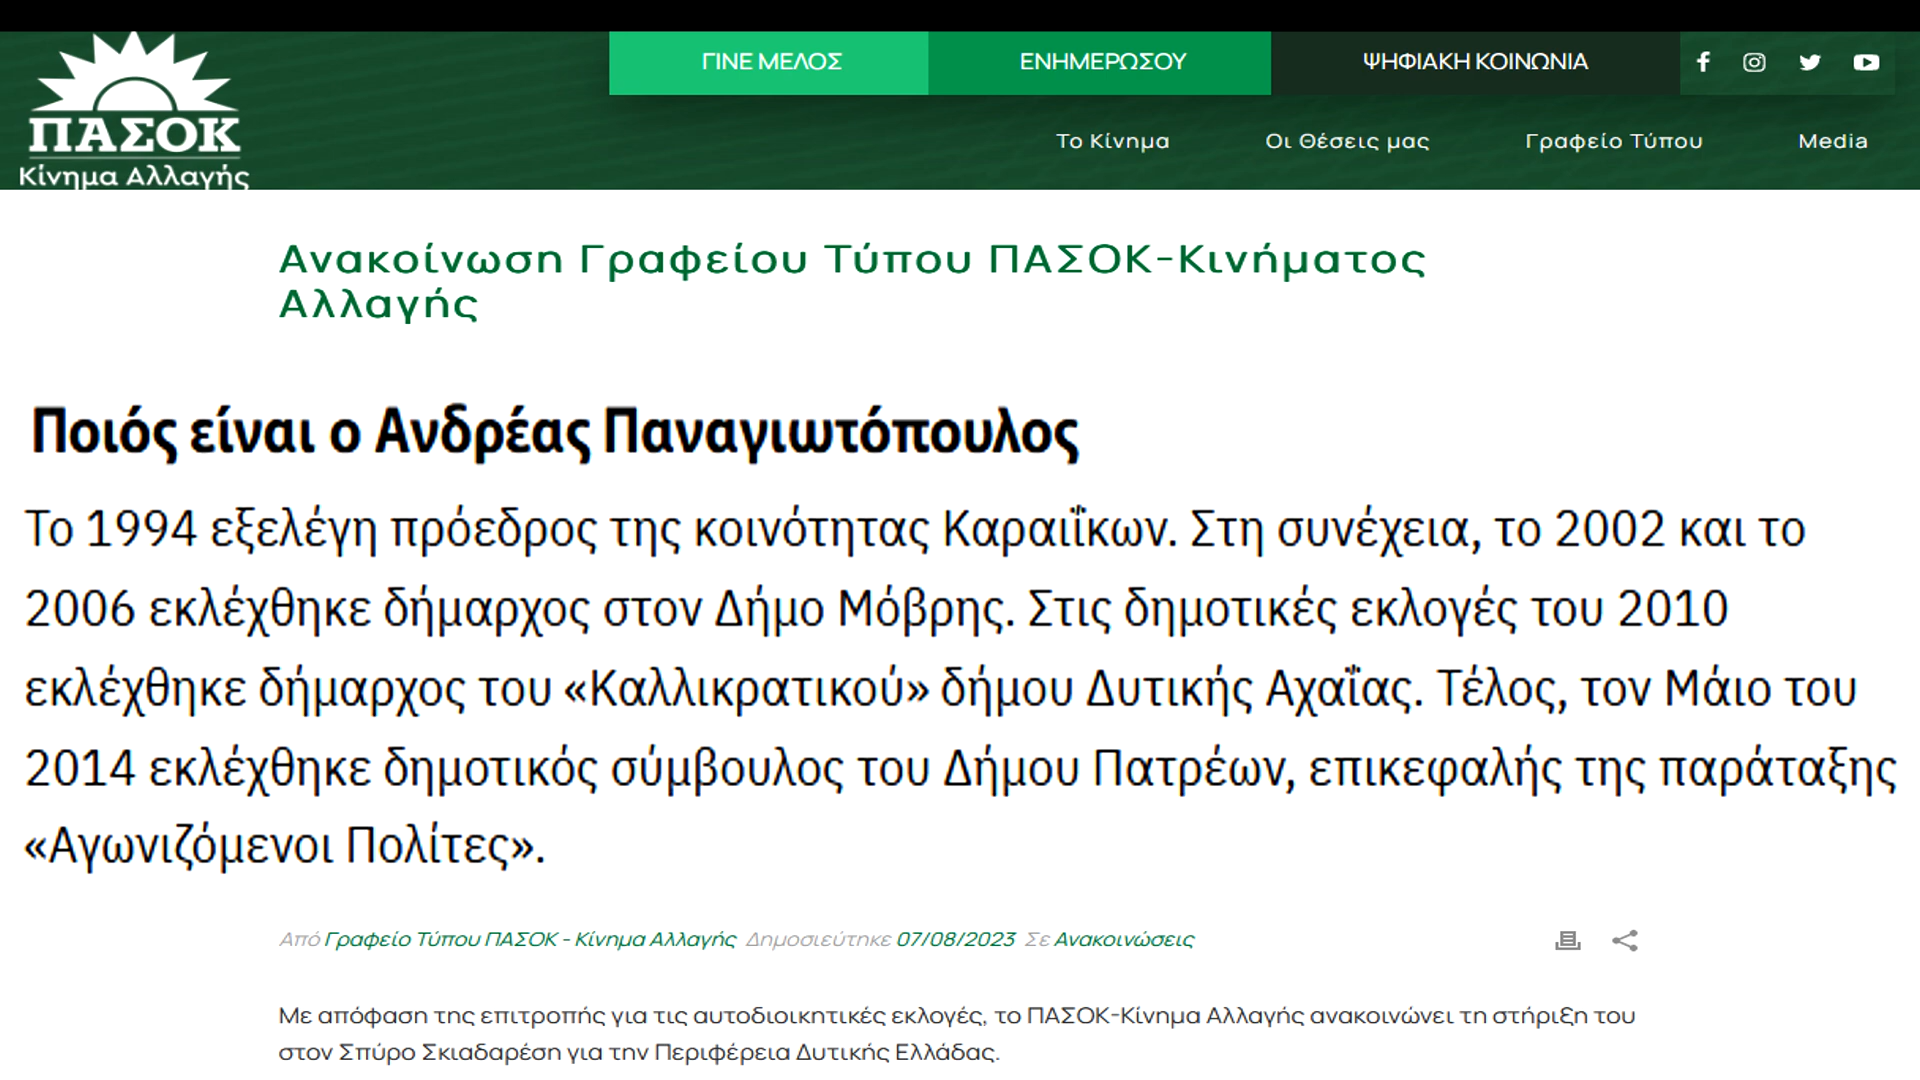 ΠΑΣΟΚ
Κίνημα Αλλαγής
ΓΙΝΕ ΜΕΛΟΣ
ΕΝΗΜΕΡΩΣΟΥ
ΨΗΦΙΑΚΗ ΚΟΙΝΩΝΙΑ
Το Κίνημα
Οι Θέσεις μας
Γραφείο Τύπου
Media
Ανακοίνωση Γραφείου Τύπου ΠΑΣΟΚ-Κινήματος
Αλλαγής
Ποιός είναι ο Ανδρέας Παναγιωτόπουλος
Το 1994 εξελέγη πρόεδρος της κοινότητας Καραιΐκων. Στη συνέχεια, το 2002 και το
2006 εκλέχθηκε δήμαρχος στον Δήμο Μόβρης. Στις δημοτικές εκλογές του 2010
εκλέχθηκε δήμαρχος του «Καλλικρατικού» δήμου Δυτικής Αχαΐας. Τέλος, τον Μάιο του
2014 εκλέχθηκε δημοτικός σύμβουλος του Δήμου Πατρέων, επικεφαλής της παράταξης
«Αγωνιζόμενοι Πολίτες».
Από Γραφείο Τύπου ΠΑΣΟΚ - Κίνημα Αλλαγής Δημοσιεύτηκε 07/08/2023 Σε Ανακοινώσεις
Με απόφαση της επιτροπής για τις αυτοδιοικητικές εκλογές, το ΠΑΣΟΚ-Κίνημα Αλλαγής ανακοινώνει τη στήριξη του
στον Σπύρο Σκιαδαρέση για την Περιφέρεια Δυτικής Ελλάδας.